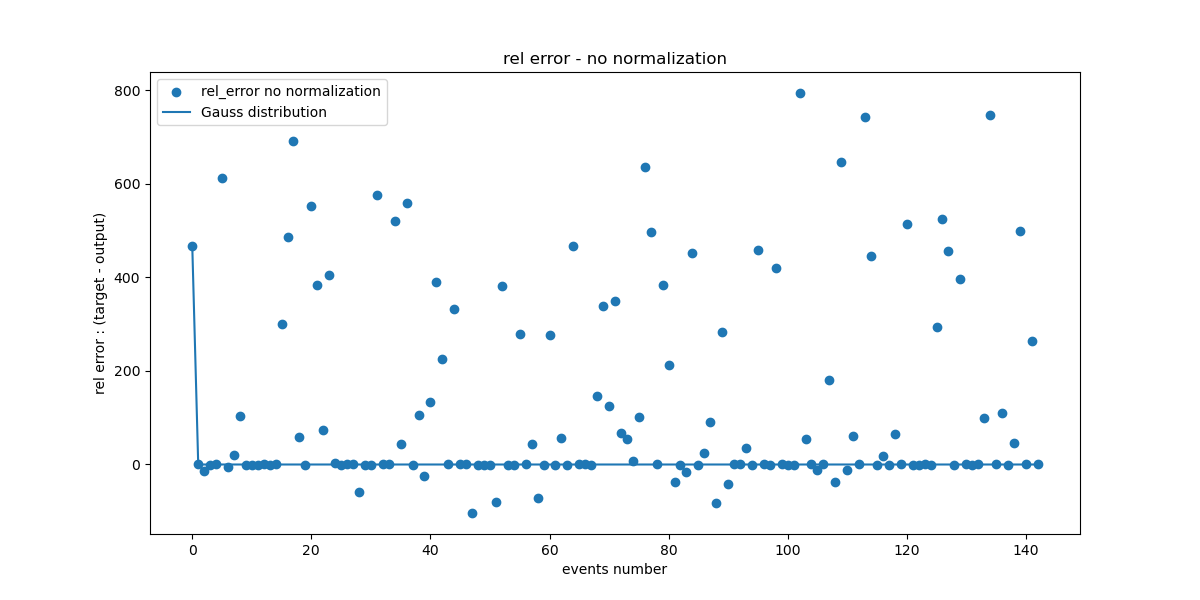 rel error - no normalization
rel_error no normalization
Gauss distribution
800
600
400
200
0
rel error : (target - output)
0 20 40 60 80 100 120 140
events number